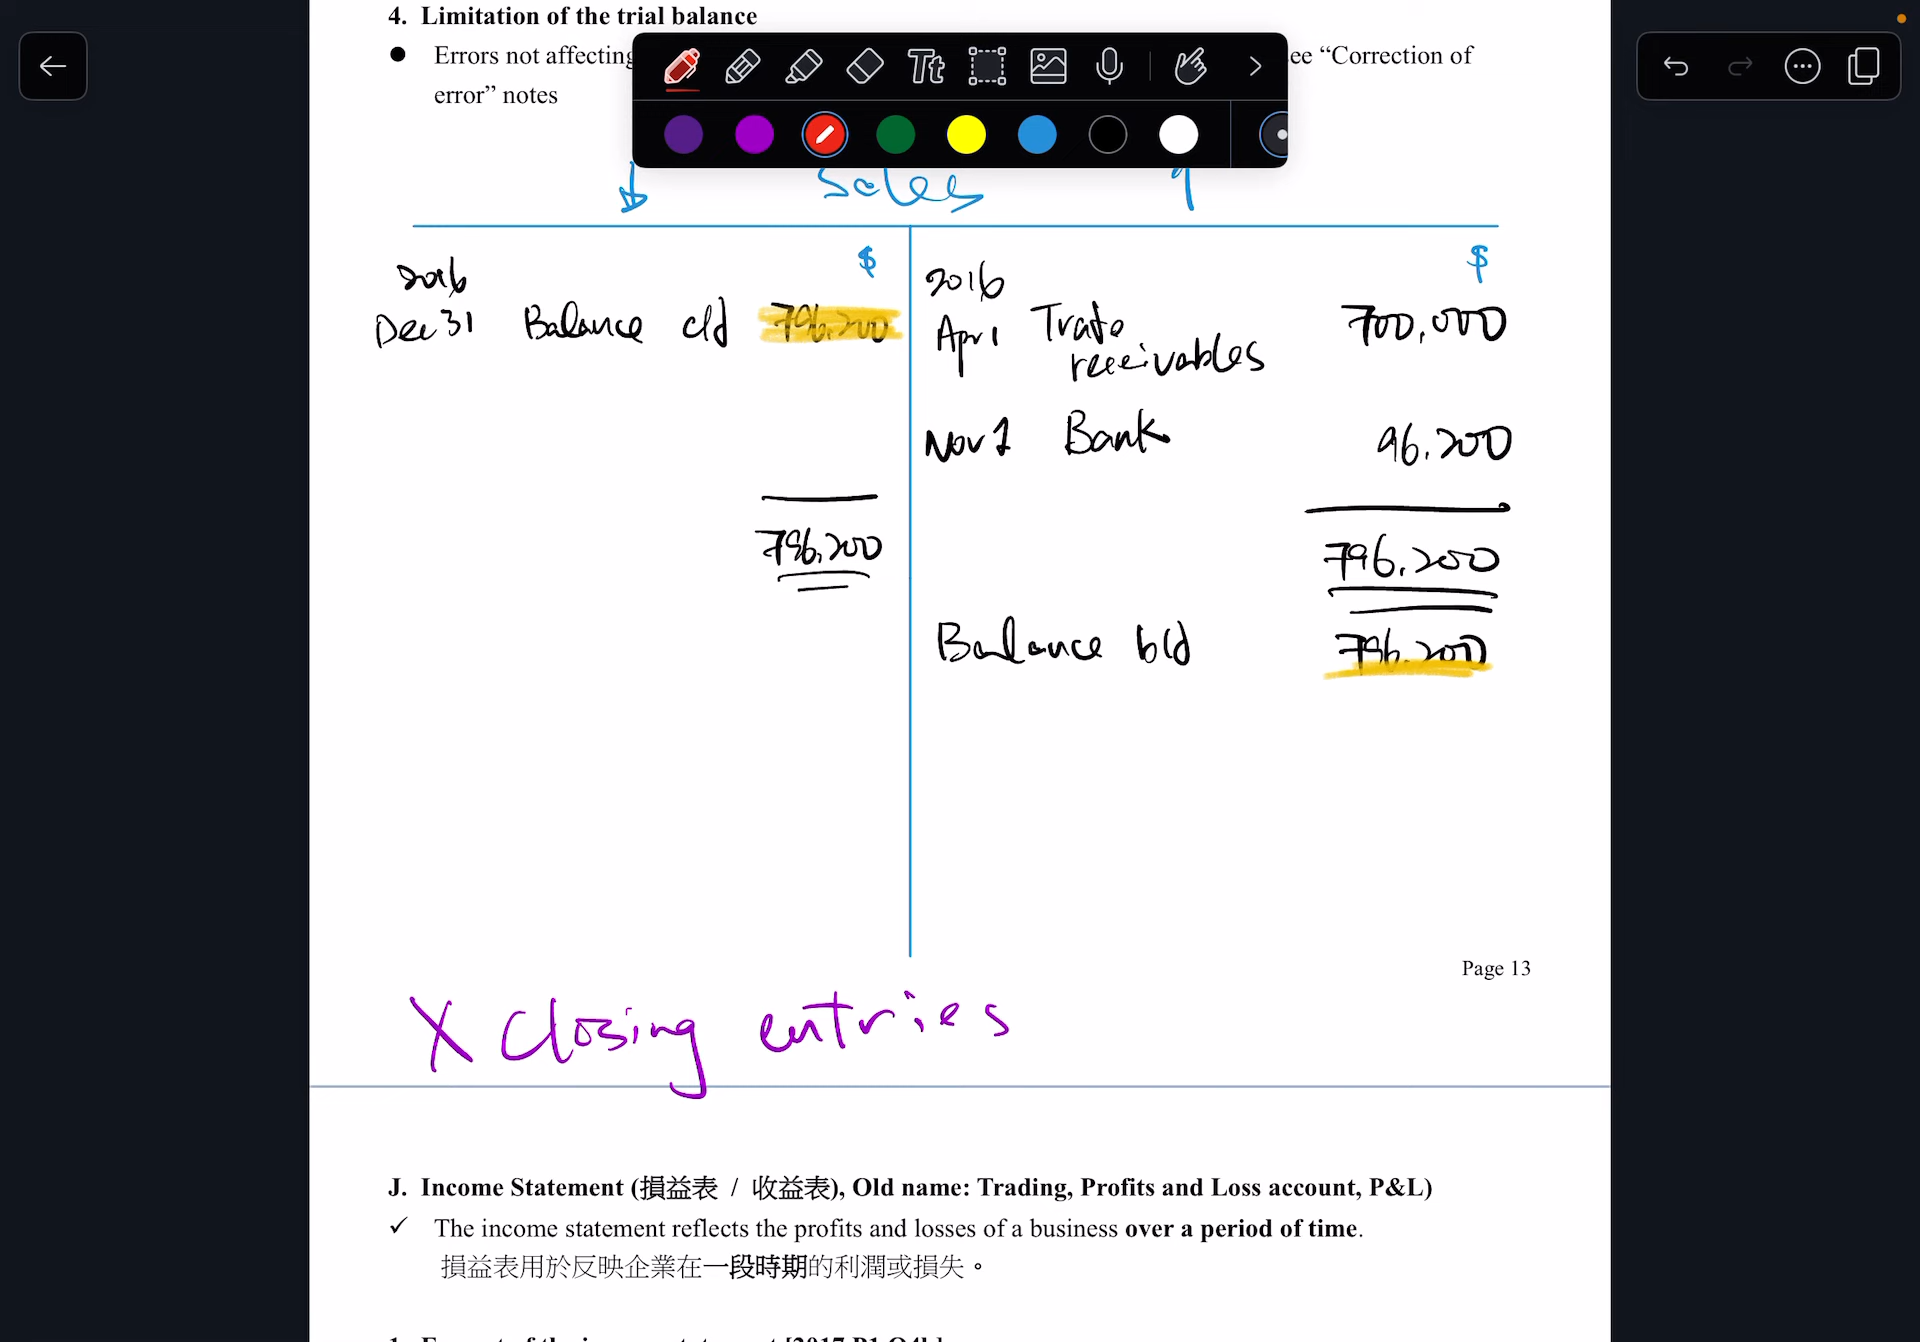 4. Limitation of the trial balance
● Errors not affecting ee “Correction of
error” notes
Tt
Sales
$ $
2016 2016
Dec 31 Balance c/d 796,200 Apr 1 Trade receivables 700,000
Nov 1 Bank 96,200
796,200 796,200
Balance b/d 796,200
Page 13
X Closing entries
J. Income Statement (損益表 / 收益表), Old name: Trading, Profits and Loss account, P&L)
✓ The income statement reflects the profits and losses of a business over a period of time.
損益表用於反映企業在一段時期的利潤或損失。